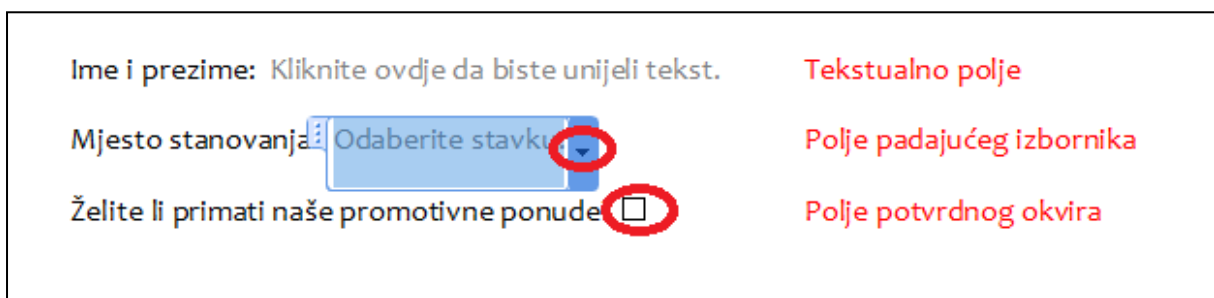 Ime i prezime: Kliknite ovdje da biste unijeli tekst. Tekstualno polje
Mjesto stanovanja Odaberite stavku. Polje padajućeg izbornika
Želite li primati naše promotivne ponude Polje potvrdnog okvira